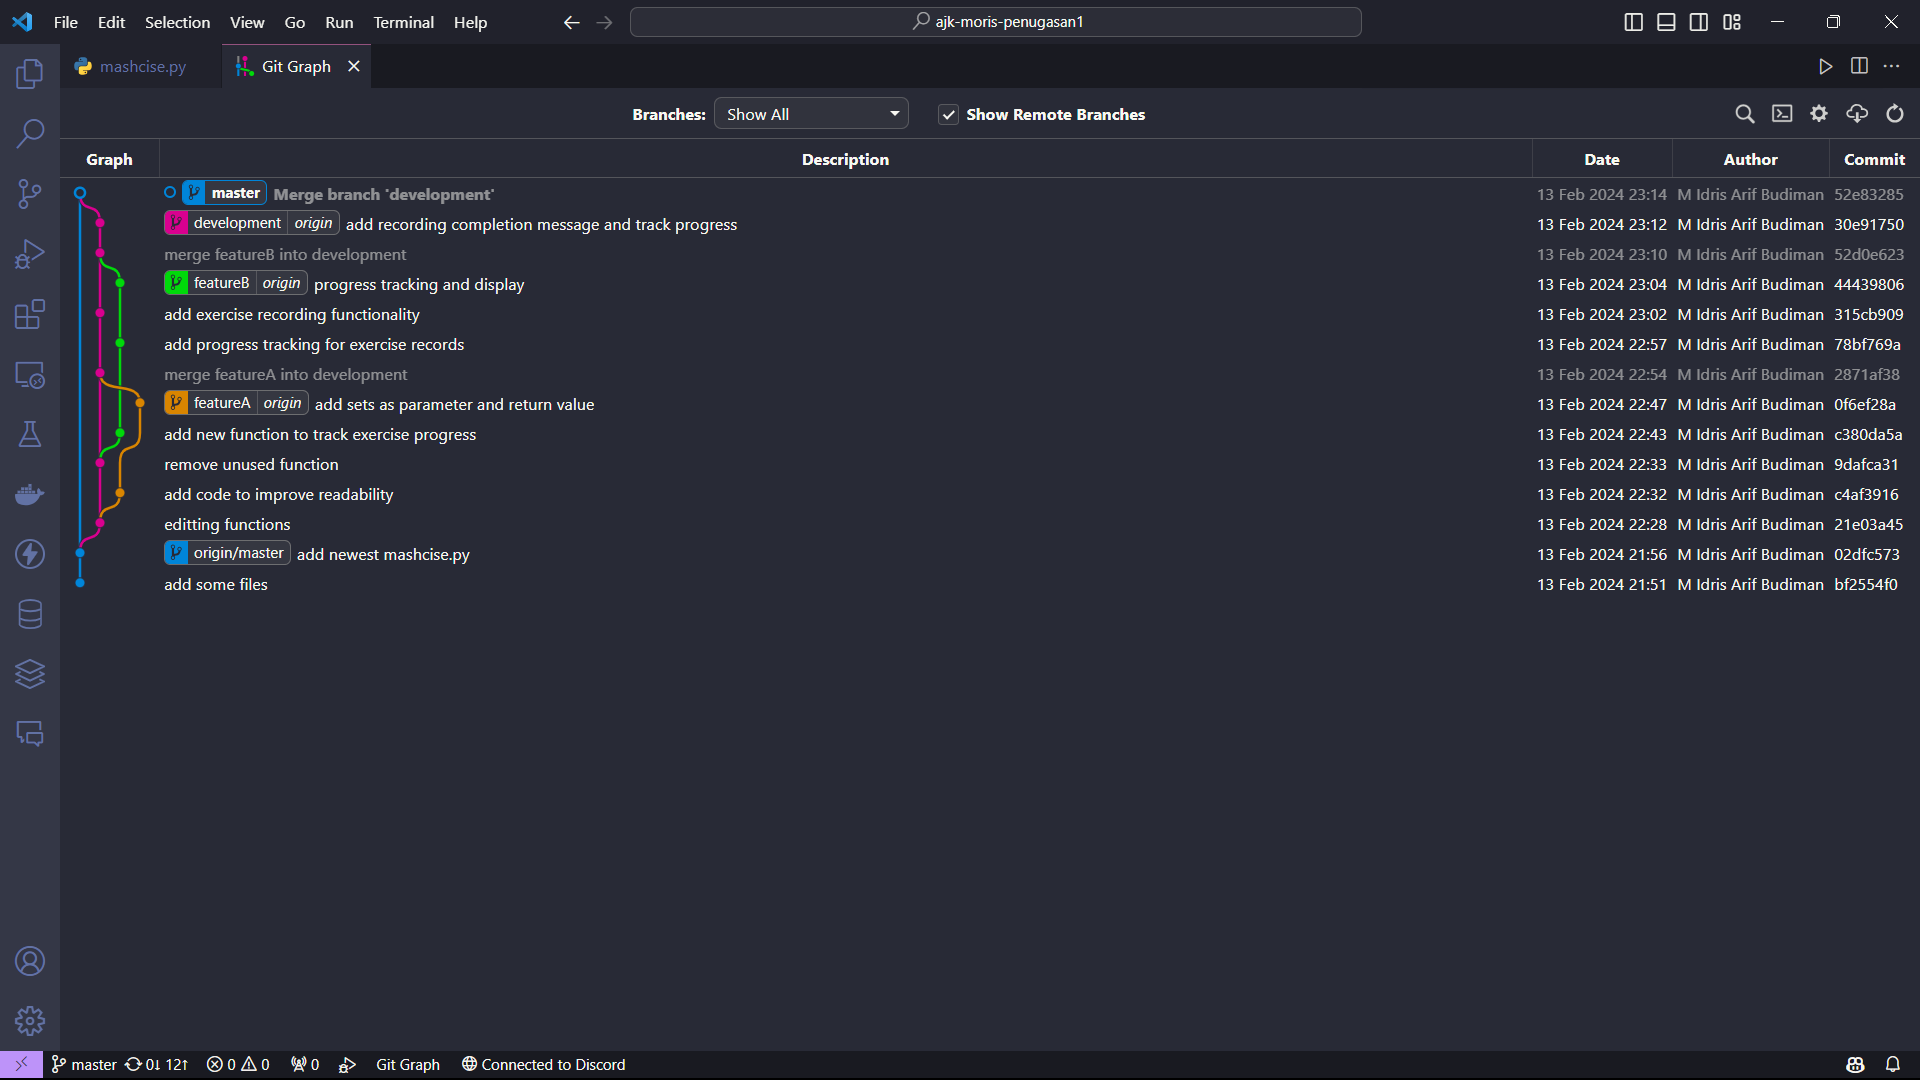 File Edit Selection View Go Run Terminal Help ajk-moris-penugasan1
mashcise.py Git Graph
Branches: Show All Show Remote Branches
Graph Description Date Author Commit
master Merge branch 'development' 13 Feb 2024 23:14 M Idris Arif Budiman 52e83285
development origin add recording completion message and track progress 13 Feb 2024 23:12 M Idris Arif Budiman 30e91750
merge featureB into development 13 Feb 2024 23:10 M Idris Arif Budiman 52d0e623
featureB origin progress tracking and display 13 Feb 2024 23:04 M Idris Arif Budiman 44439806
add exercise recording functionality 13 Feb 2024 23:02 M Idris Arif Budiman 315cb909
add progress tracking for exercise records 13 Feb 2024 22:57 M Idris Arif Budiman 78bf769a
merge featureA into development 13 Feb 2024 22:54 M Idris Arif Budiman 2871af38
featureA origin add sets as parameter and return value 13 Feb 2024 22:47 M Idris Arif Budiman 0f6ef28a
add new function to track exercise progress 13 Feb 2024 22:43 M Idris Arif Budiman c380da5a
remove unused function 13 Feb 2024 22:33 M Idris Arif Budiman 9dafca31
add code to improve readability 13 Feb 2024 22:32 M Idris Arif Budiman c4af3916
editting functions 13 Feb 2024 22:28 M Idris Arif Budiman 21e03a45
origin/master add newest mashcise.py 13 Feb 2024 21:56 M Idris Arif Budiman 02dfc573
add some files 13 Feb 2024 21:51 M Idris Arif Budiman bf2554f0
master 0↓ 12↑ 0 0 0 Git Graph Connected to Discord